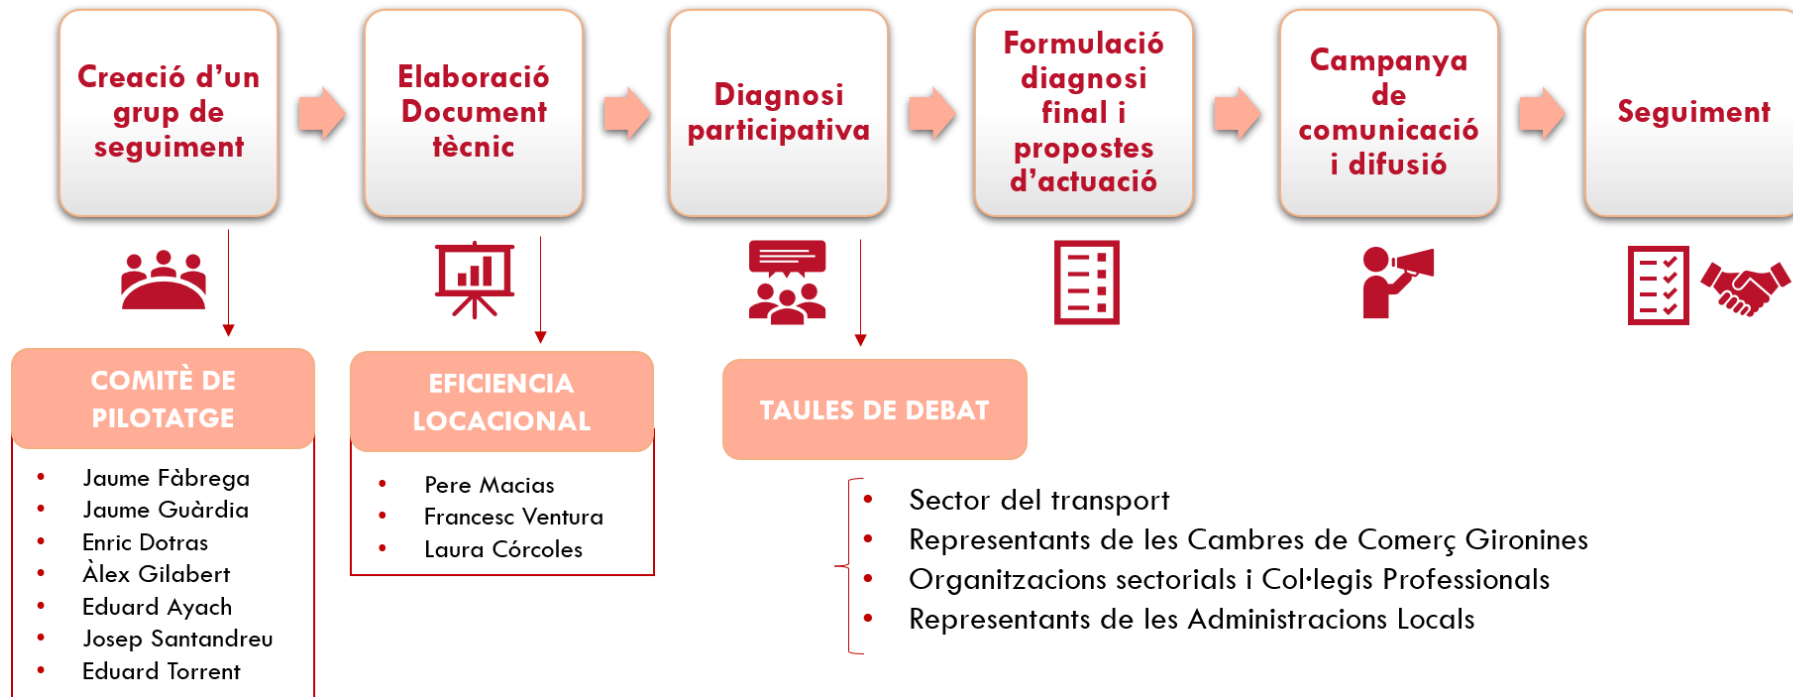 Creació d’un
grup de
seguiment
Elaboració
Document
tècnic
Diagnosi
participativa
Formulació
diagnosi
final i
propostes
d’actuació
Campanya
de
comunicació
i difusió
Seguiment
COMITÈ DE
PILOTATGE
• Jaume Fàbrega
• Jaume Guàrdia
• Enric Dotras
• Àlex Gilabert
• Eduard Ayach
• Josep Santandreu
• Eduard Torrent
EFICIENCIA
LOCACIONAL
• Pere Macias
• Francesc Ventura
• Laura Córcoles
TAULES DE DEBAT
• Sector del transport
• Representants de les Cambres de Comerç Gironines
• Organitzacions sectorials i Col·legis Professionals
• Representants de les Administracions Locals